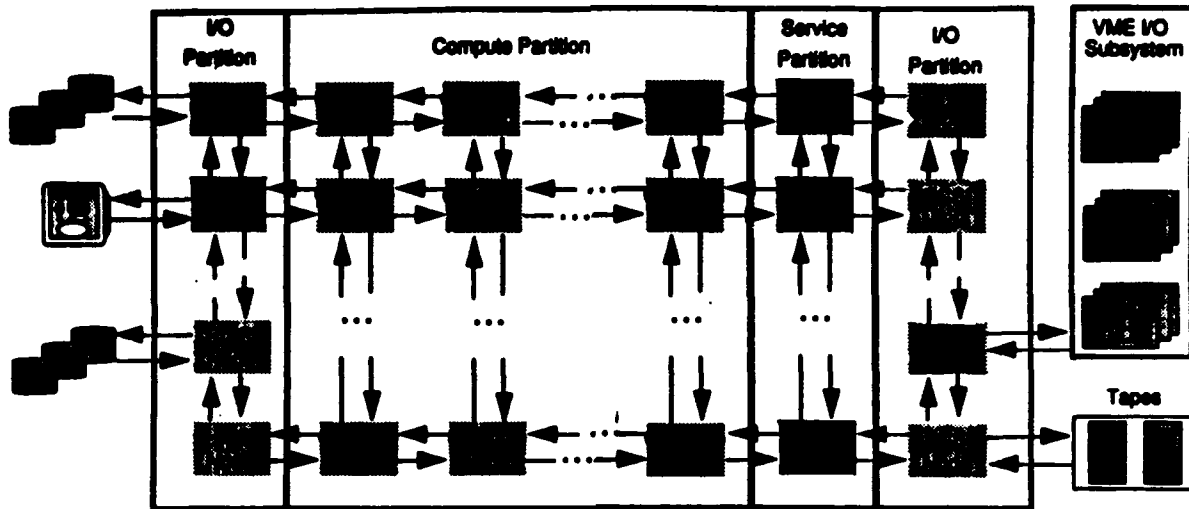 I/O
Partition
Compute Partition
Service
Partition
I/O
Partition
VME I/O
Subsystem
Tapes